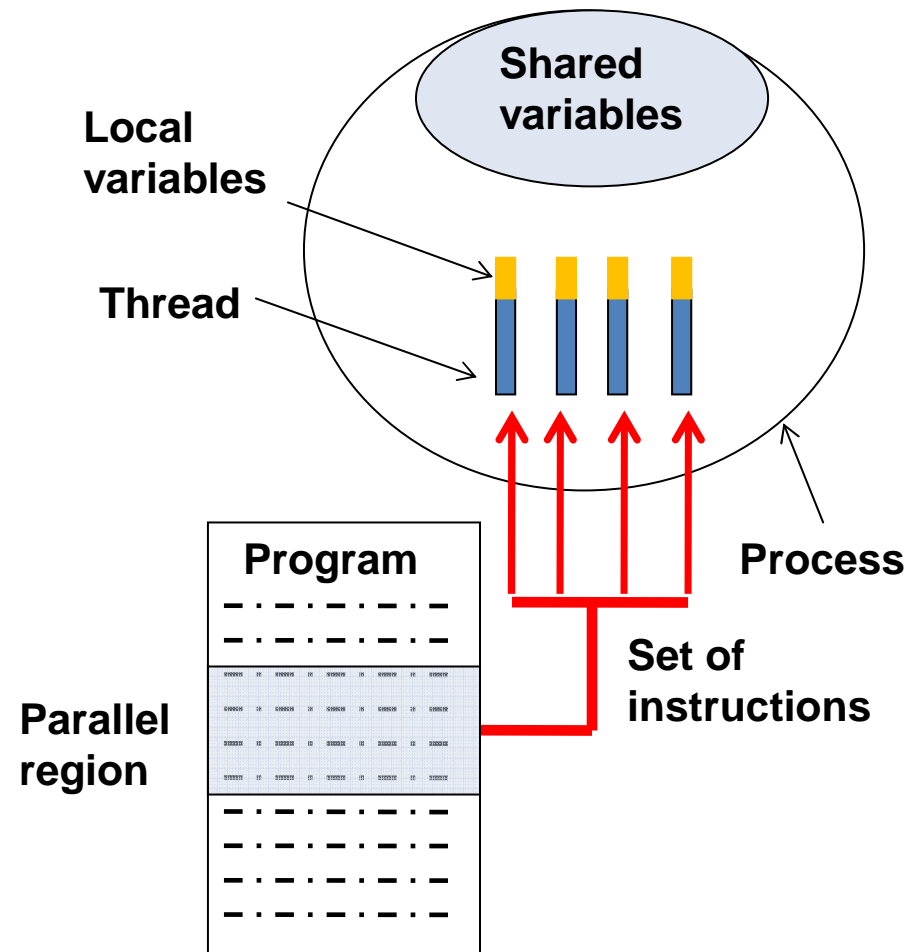 Shared
variables
Local
variables
Thread
Process
Program
Set of
instructions
Parallel
region